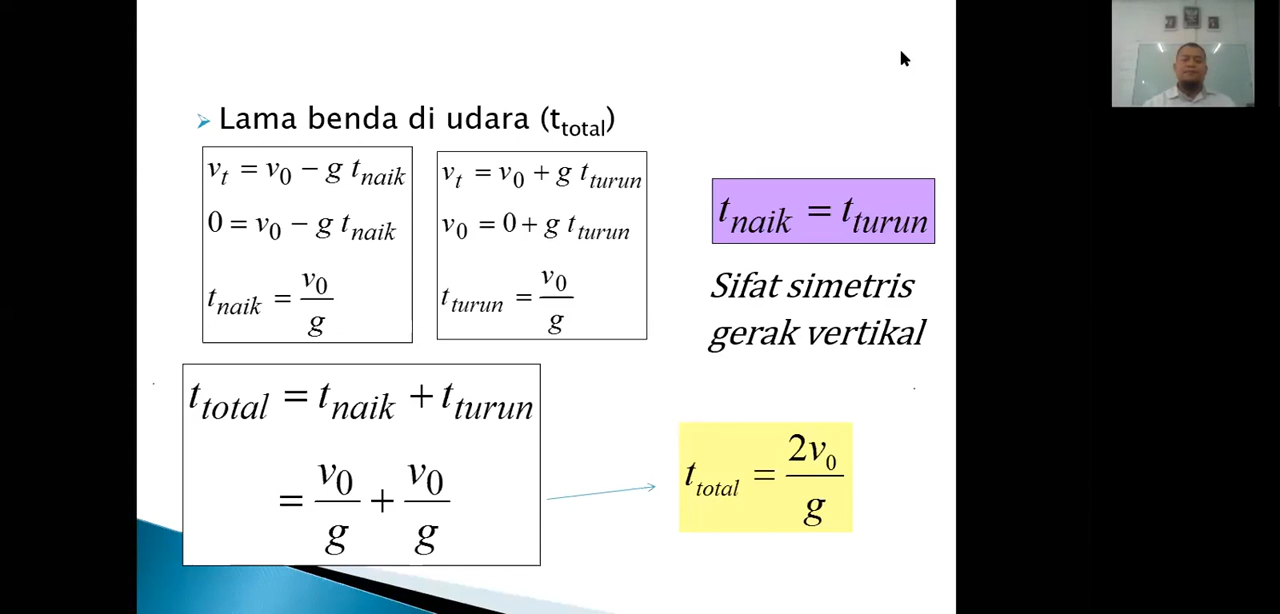 Lama benda di udara (t_total)
v_t = v_0 − g t_naik
0 = v_0 − g t_naik
t_naik = v_0 / g
v_t = v_0 + g t_turun
v_0 = 0 + g t_turun
t_turun = v_0 / g
t_naik = t_turun
Sifat simetris
gerak vertikal
t_total = t_naik + t_turun
= v_0 / g + v_0 / g
t_total = 2v_0 / g